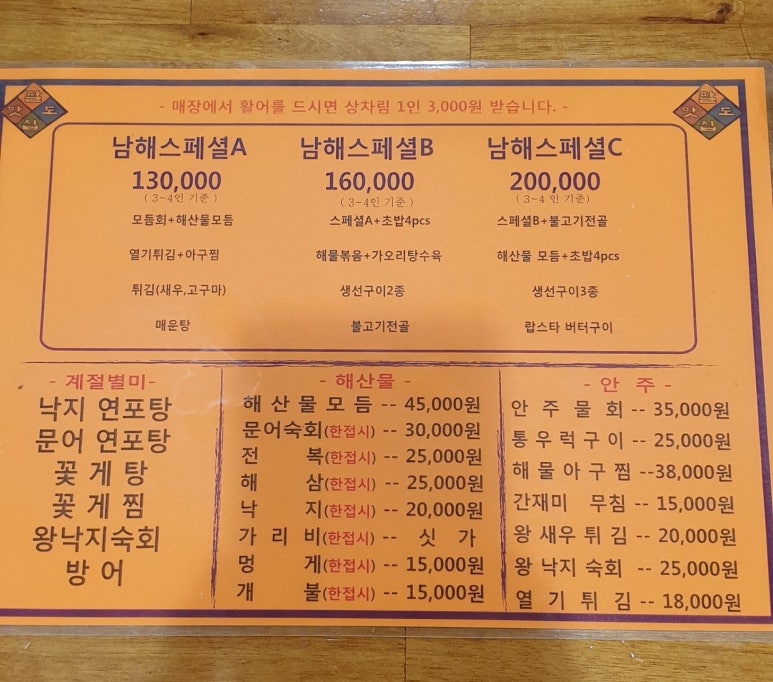 팔
도
맛
집
팔
도
맛
집
- 매장에서 활어를 드시면 상차림 1인 3,000원 받습니다. -
남해스페셜A
130,000
( 3~4인 기준 )
모듬회+해산물모듬
열기튀김+아구찜
튀김(새우,고구마)
매운탕
남해스페셜B
160,000
( 3~4인 기준 )
스페셜A+초밥4pcs
해물볶음+가오리탕수육
생선구이2종
불고기전골
남해스페셜C
200,000
( 3~4 인 기준)
스페셜B+불고기전골
해산물 모듬+초밥4pcs
생선구이3종
랍스타 버터구이
- 계절별미-
낙지 연포탕
문어 연포탕
꽃 게 탕
꽃 게 찜
왕낙지숙회
방 어
- 해산물 -
해 산 물 모 듬 -- 45,000원
문어숙회(한접시) -- 30,000원
전 복(한접시) -- 25,000원
해 삼(한접시) -- 25,000원
낙 지(한접시) -- 20,000원
가 리 비(한접시) -- 싯 가
멍 게(한접시) -- 15,000원
개 불(한접시) -- 15,000원
- 안 주 -
안 주 물 회 -- 35,000원
통 우 럭 구 이 -- 25,000원
해 물 아 구 찜 --38,000원
간재미 무침 -- 15,000원
왕 새우 튀 김 -- 20,000원
왕 낙지 숙회 -- 25,000원
열 기 튀 김 -- 18,000원